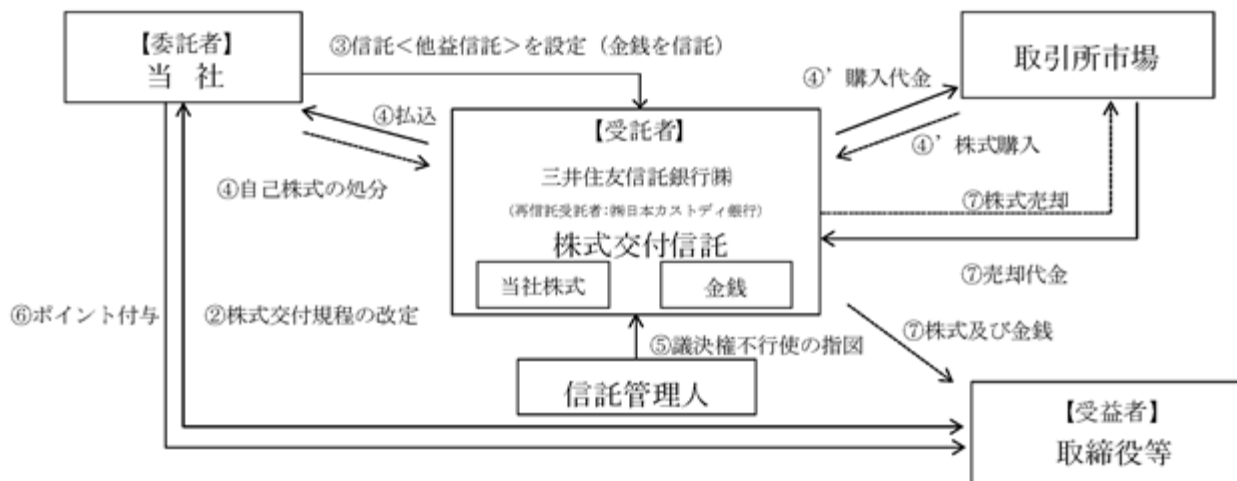 【委託者】
当 社
③信託<他益信託>を設定(金銭を信託)
取引所市場
④’購入代金
④払込
【受託者】
④’株式購入
三井住友信託銀行㈱
④自己株式の処分
⑦株式売却
(再信託受託者:㈱日本カストディ銀行)
株式交付信託
当社株式
金銭
⑦売却代金
⑥ポイント付与
②株式交付規程の改定
⑦株式及び金銭
⑤議決権不行使の指図
信託管理人
【受益者】
取締役等